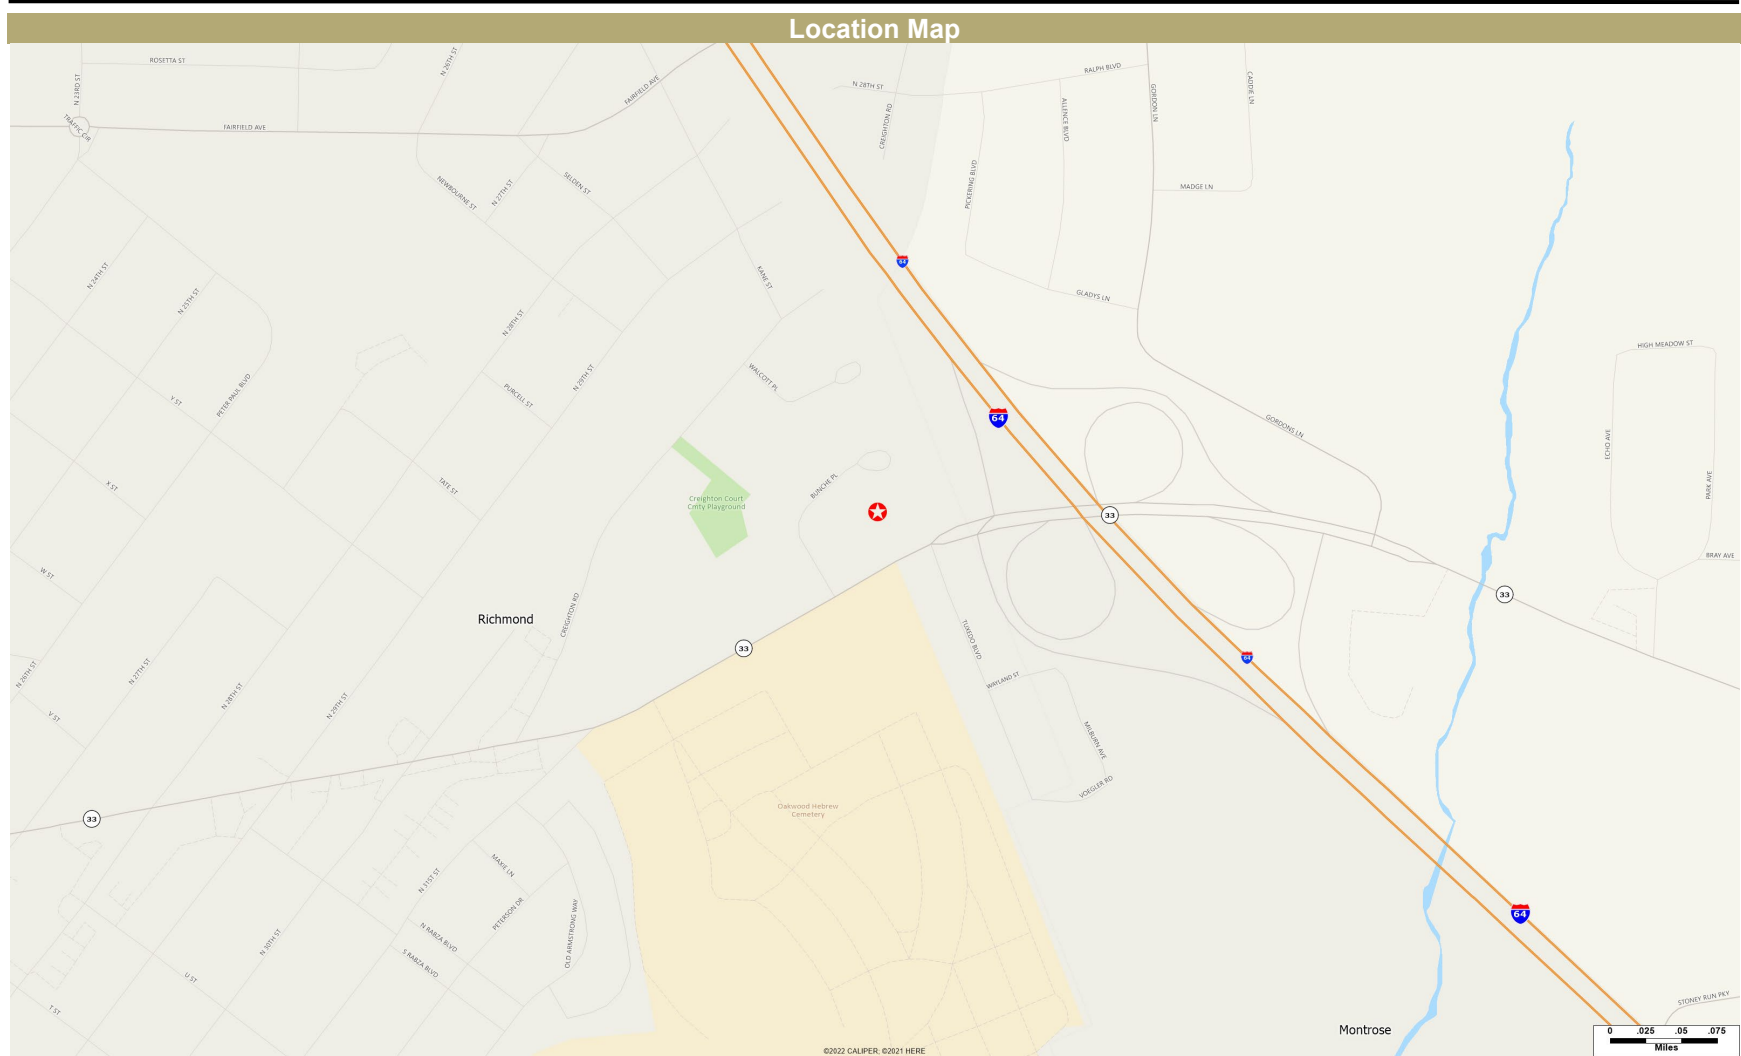 Location Map
ROSETTA ST
N 23RD ST
N 26TH ST
FAIRFIELD AVE
N 28TH ST
CREIGHTON RD
RALPH BLVD
GORDON LN
CADDIE LN
ALLENCE BLVD
TRAFFIC CIR
FAIRFIELD AVE
NEWBOURNE ST
N 27TH ST
SELDEN ST
PICKERING BLVD
MADGE LN
N 24TH ST
N 25TH ST
KANE ST
64
GLADYS LN
N 28TH ST
HIGH MEADOW ST
PETER PAUL BLVD
Y ST
PURCELL ST
N 29TH ST
WALCOTT PL
64
GORDONS LN
ECHO AVE
PARK AVE
X ST
TATE ST
BUNCHE PL
Creighton Court
Cmty Playground
33
BRAY AVE
W ST
33
Richmond
CREIGHTON RD
33
TUXEDO BLVD
64
N 26TH ST
N 27TH ST
N 28TH ST
N 29TH ST
V ST
WAYLAND ST
MILBURN AVE
VOEGLER RD
33
Oakwood Hebrew
Cemetery
MAXIE LN
N 31ST ST
PETERSON DR
OLD ARMSTRONG WAY
N RABZA BLVD
S RABZA BLVD
N 30TH ST
U ST
T ST
64
STONEY RUN PKY
Montrose
0 .025 .05 .075
Miles
©2022 CALIPER; ©2021 HERE